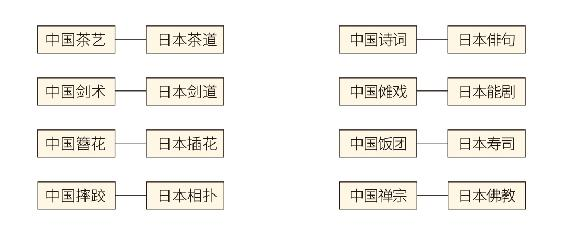 中国茶艺 日本茶道
中国剑术 日本剑道
中国簪花 日本插花
中国摔跤 日本相扑
中国诗词 日本俳句
中国傩戏 日本能剧
中国饭团 日本寿司
中国禅宗 日本佛教